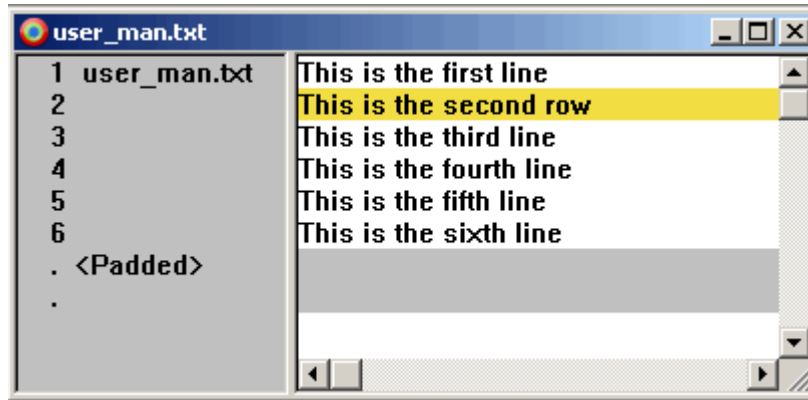 user_man.txt
1 user_man.txt This is the first line
2 This is the second row
3 This is the third line
4 This is the fourth line
5 This is the fifth line
6 This is the sixth line
. <Padded>
.